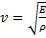 v = √(E/ρ)